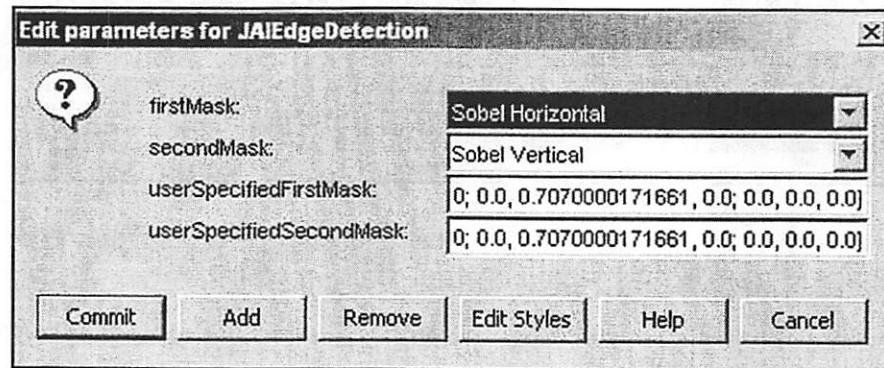 Edit parameters for JAIEdgeDetection
?
firstMask: Sobel Horizontal
secondMask: Sobel Vertical
userSpecifiedFirstMask: 0; 0.0, 0.7070000171661, 0.0; 0.0, 0.0, 0.0}
userSpecifiedSecondMask: 0; 0.0, 0.7070000171661, 0.0; 0.0, 0.0, 0.0}
Commit Add Remove Edit Styles Help Cancel